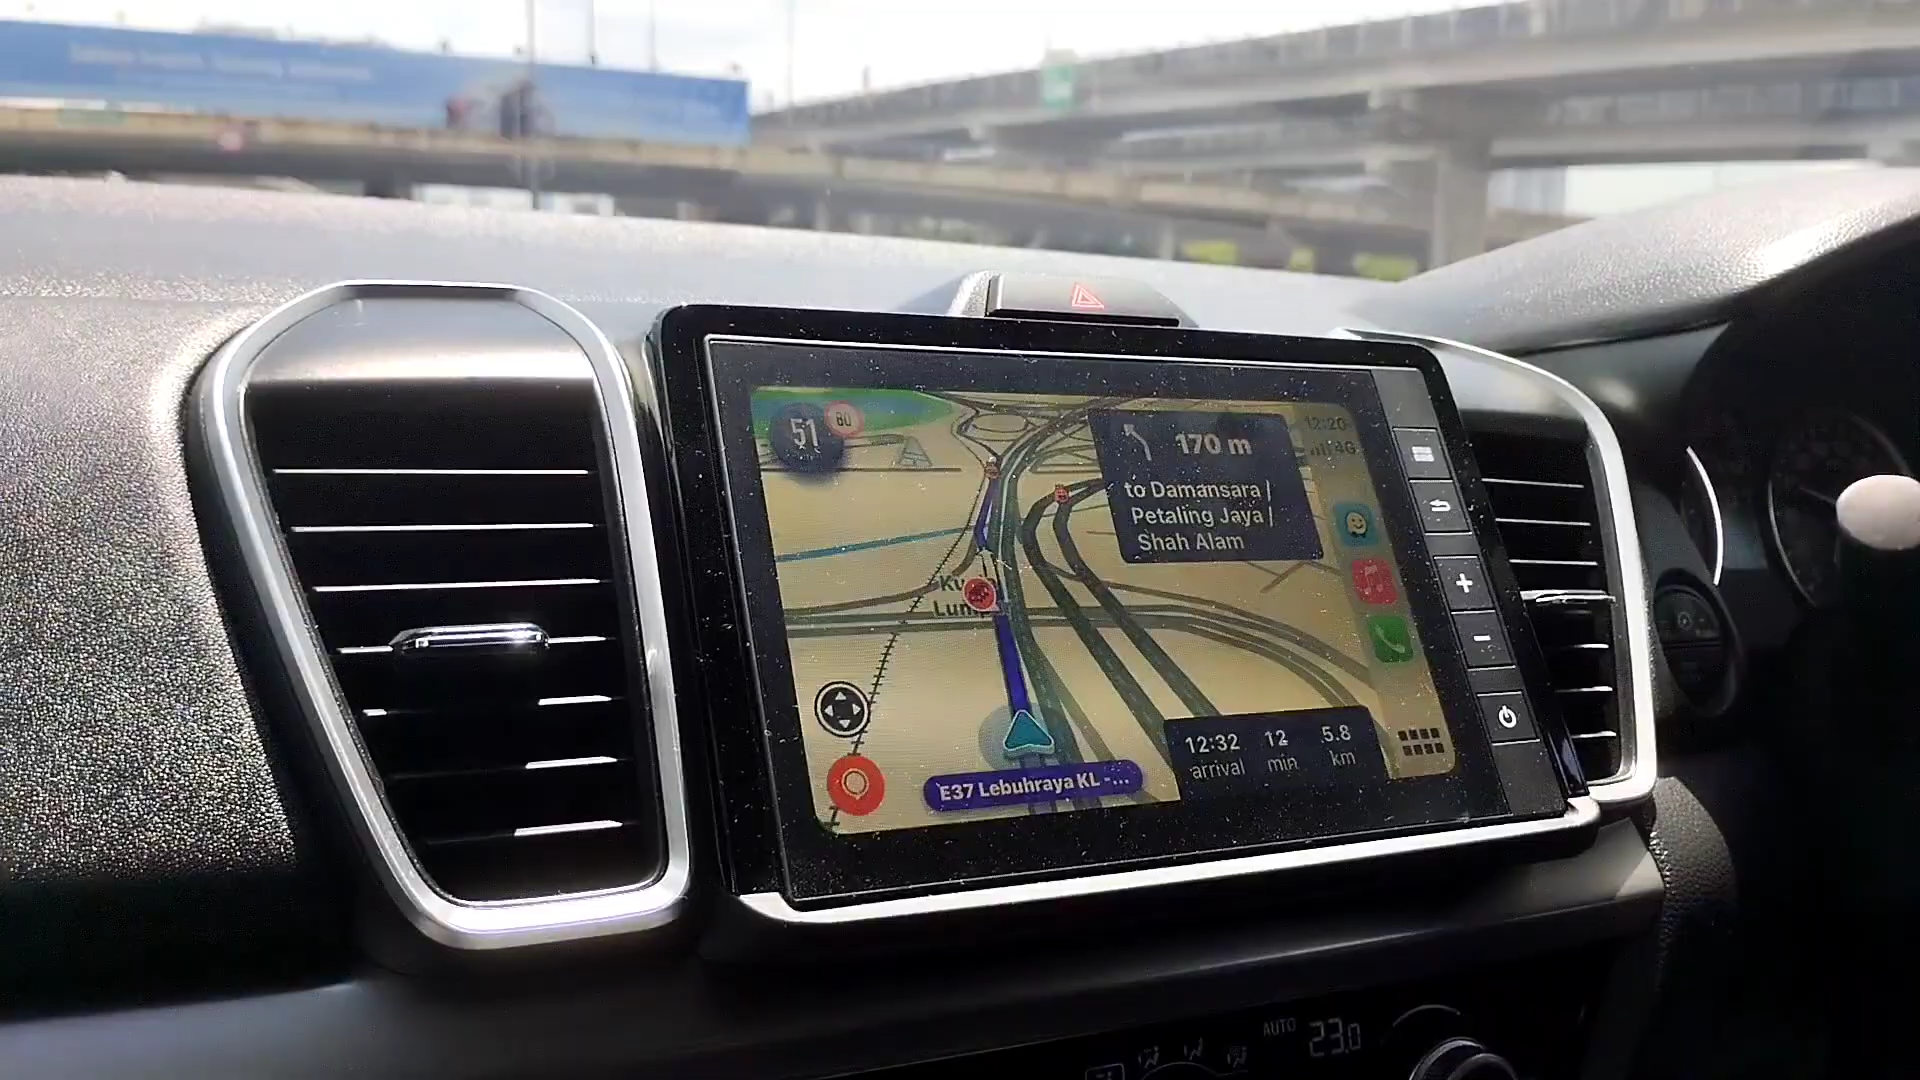 51
80
170 m
to Damansara |
Petaling Jaya |
Shah Alam
12:20
4G
12:32 12 5.8
arrival min km
E37 Lebuhraya KL -...
AUTO 23.0